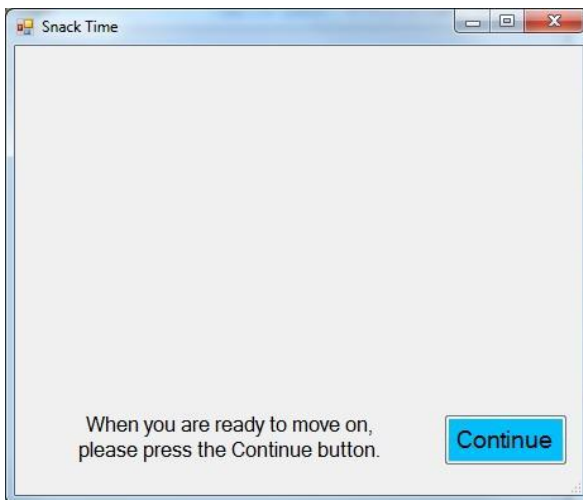 Snack Time
When you are ready to move on,
please press the Continue button.
Continue